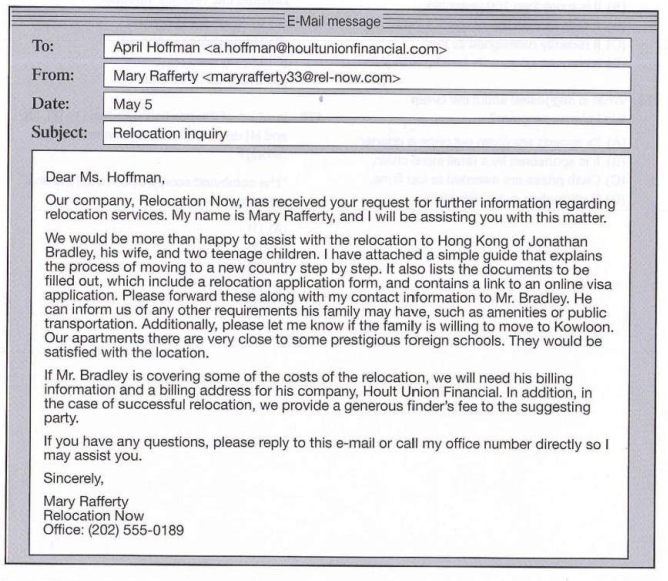 E-Mail message
To: April Hoffman <a.hoffman@houltunionfinancial.com>
From: Mary Rafferty <maryrafferty33@rel-now.com>
Date: May 5
Subject: Relocation inquiry
Dear Ms. Hoffman,
Our company, Relocation Now, has received your request for further information regarding
relocation services. My name is Mary Rafferty, and I will be assisting you with this matter.
We would be more than happy to assist with the relocation to Hong Kong of Jonathan
Bradley, his wife, and two teenage children. I have attached a simple guide that explains
the process of moving to a new country step by step. It also lists the documents to be
filled out, which include a relocation application form, and contains a link to an online visa
application. Please forward these along with my contact information to Mr. Bradley. He
can inform us of any other requirements his family may have, such as amenities or public
transportation. Additionally, please let me know if the family is willing to move to Kowloon.
Our apartments there are very close to some prestigious foreign schools. They would be
satisfied with the location.
If Mr. Bradley is covering some of the costs of the relocation, we will need his billing
information and a billing address for his company, Hoult Union Financial. In addition, in
the case of successful relocation, we provide a generous finder's fee to the suggesting
party.
If you have any questions, please reply to this e-mail or call my office number directly so I
may assist you.
Sincerely,
Mary Rafferty
Relocation Now
Office: (202) 555-0189